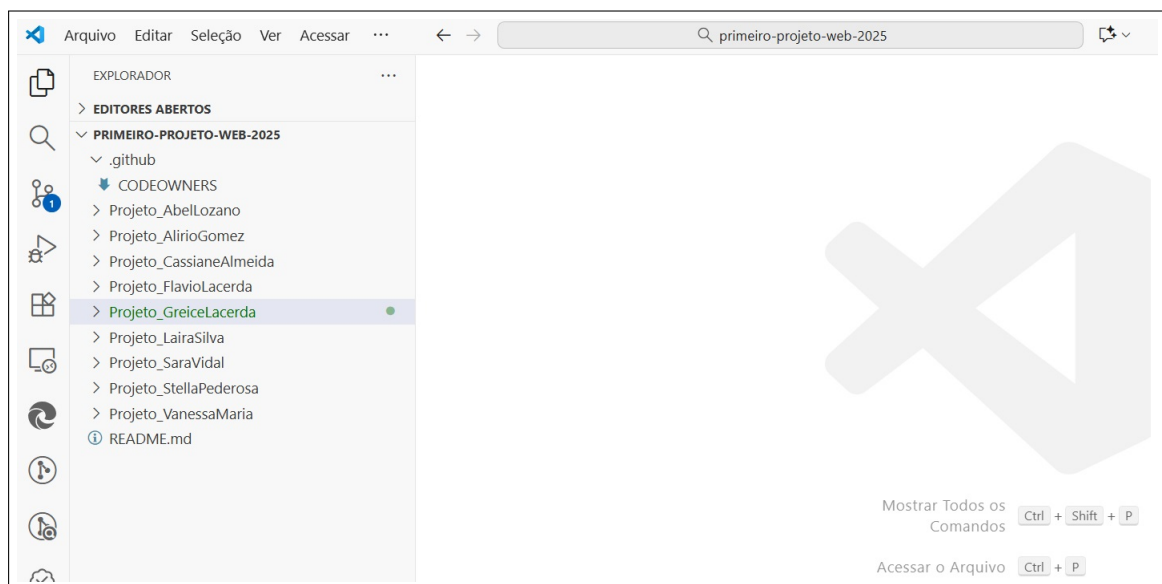 Arquivo Editar Seleção Ver Acessar ... primeiro-projeto-web-2025
EXPLORADOR ...
EDITORES ABERTOS
PRIMEIRO-PROJETO-WEB-2025
.github
CODEOWNERS
1
Projeto_AbelLozano
Projeto_AlirioGomez
Projeto_CassianeAlmeida
Projeto_FlavioLacerda
Projeto_GreiceLacerda
Projeto_LairaSilva
Projeto_SaraVidal
Projeto_StellaPederosa
Projeto_VanessaMaria
README.md
Mostrar Todos os
Comandos
Ctrl + Shift + P
Acessar o Arquivo Ctrl + P